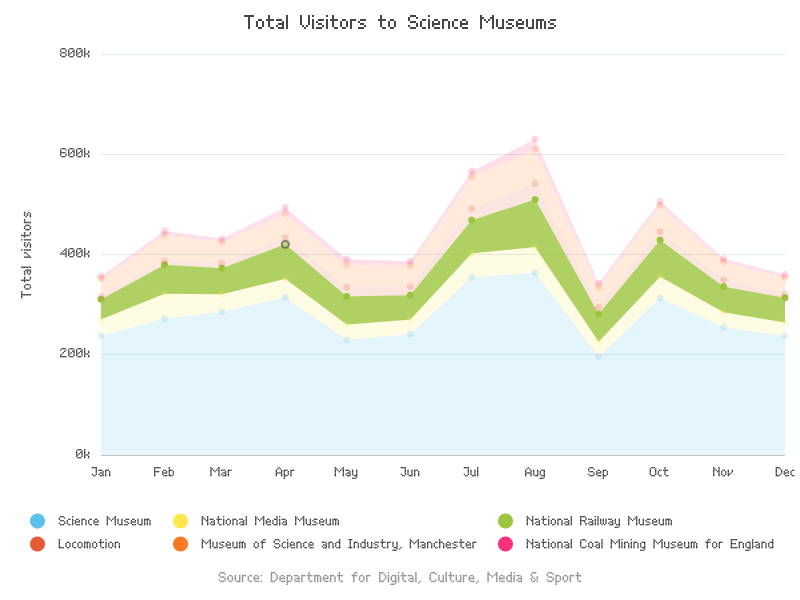 Total Visitors to Science Museums
800k
600k
400k
200k
0k
Total visitors
Jan Feb Mar Apr May Jun Jul Aug Sep Oct Nov Dec
Science Museum National Media Museum National Railway Museum
Locomotion Museum of Science and Industry, Manchester National Coal Mining Museum for England
Source: Department for Digital, Culture, Media & Sport